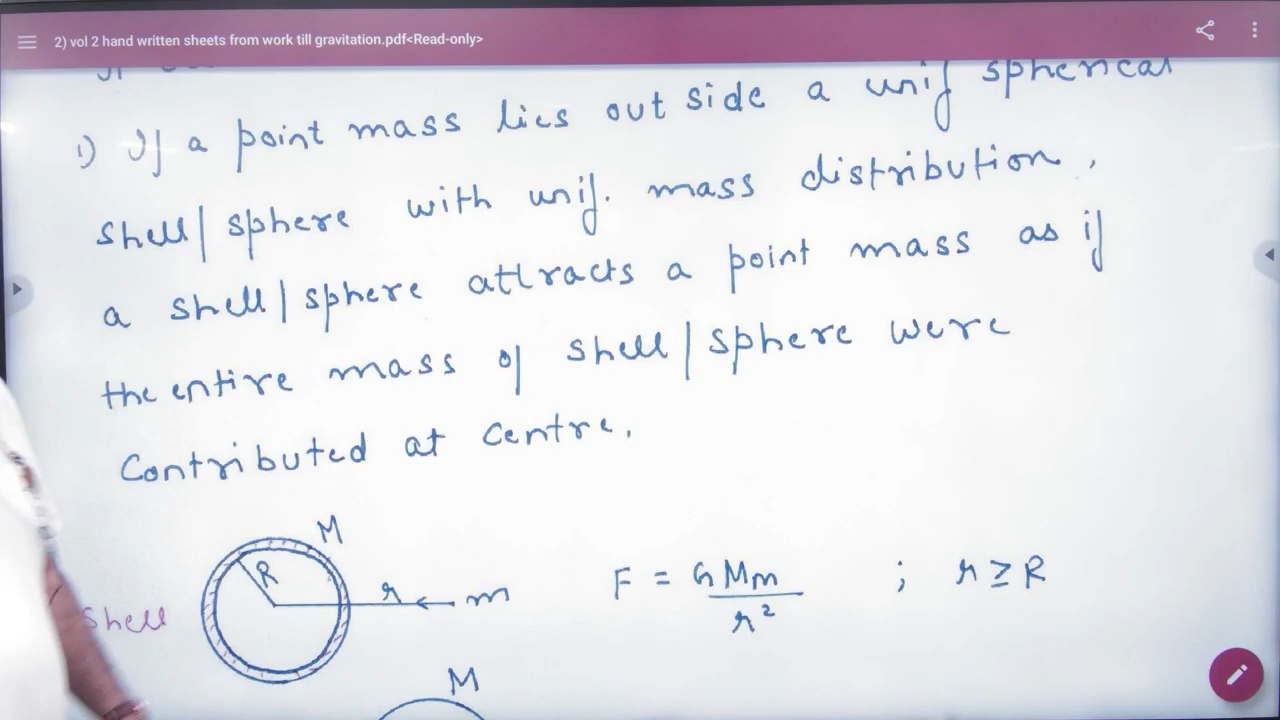 2) vol 2 hand written sheets from work till gravitation.pdf<Read-only>
1) If a point mass lies out side a unif spherical
shell/sphere with unif. mass distribution,
a shell/sphere attracts a point mass as if
the entire mass of shell/sphere were
Contributed at centre.
M
R
r
m
F = GMm/r² ; r ≥ R
Shell
M